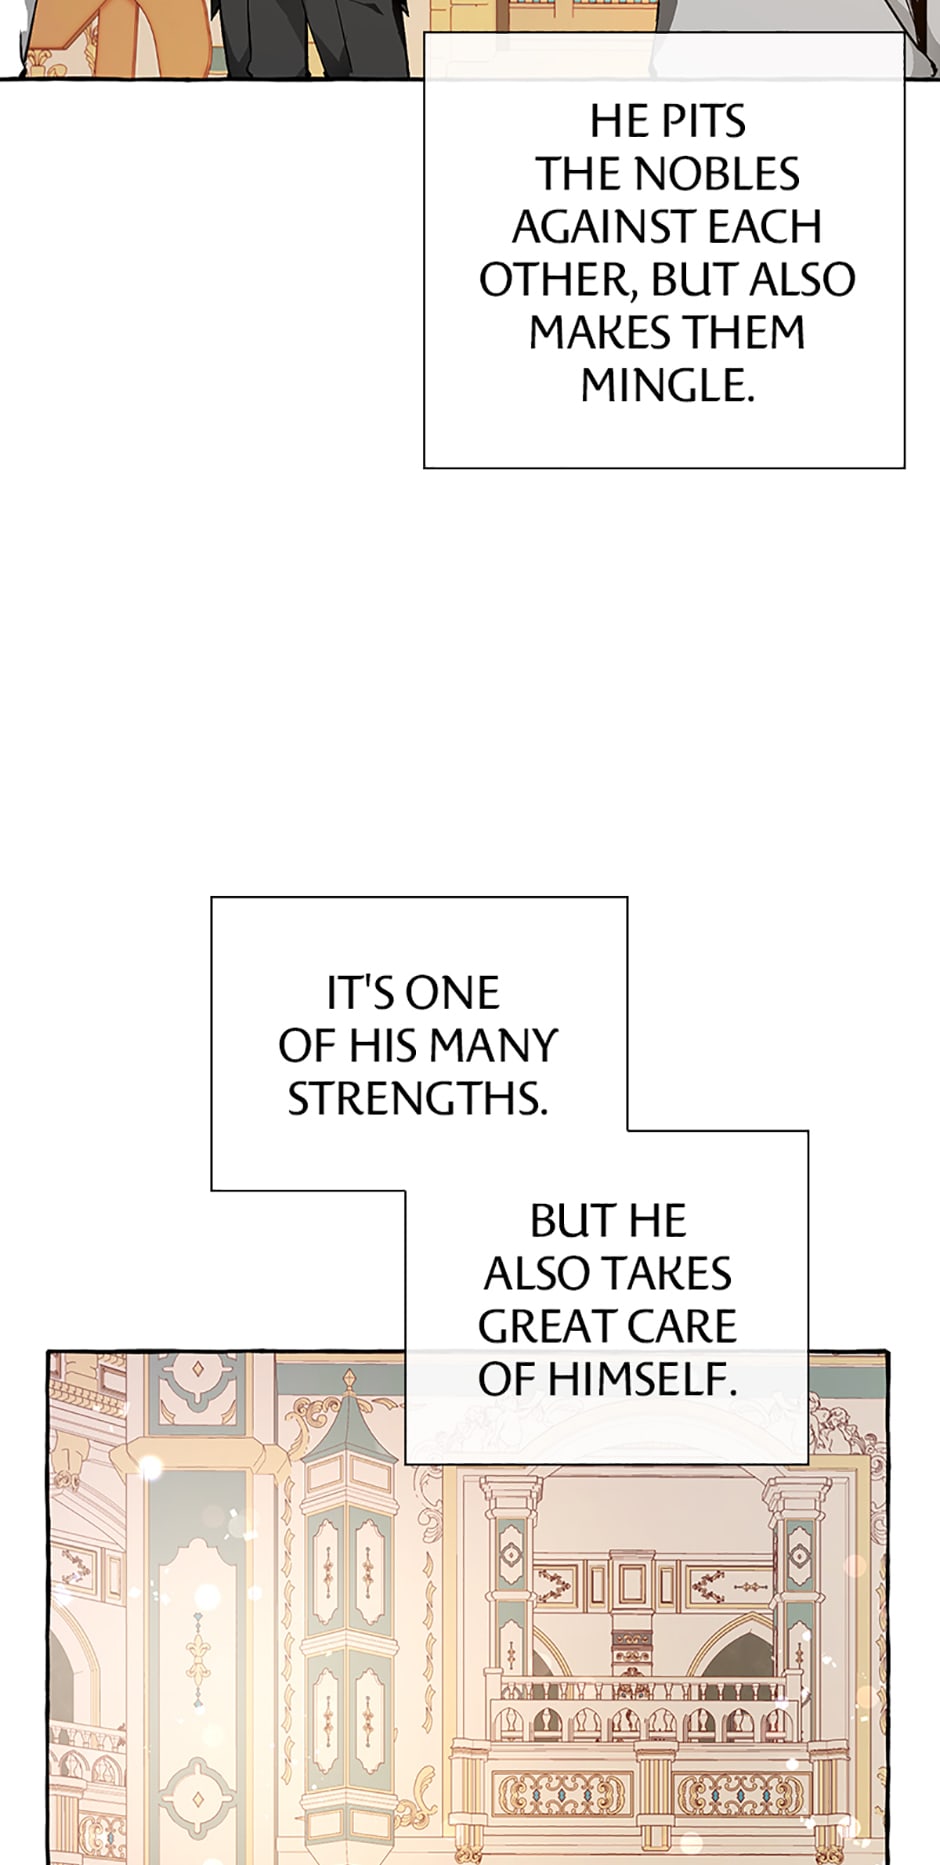 HE PITS
THE NOBLES
AGAINST EACH
OTHER, BUT ALSO
MAKES THEM
MINGLE.
IT'S ONE
OF HIS MANY
STRENGTHS.
BUT HE
ALSO TAKES
GREAT CARE
OF HIMSELF.